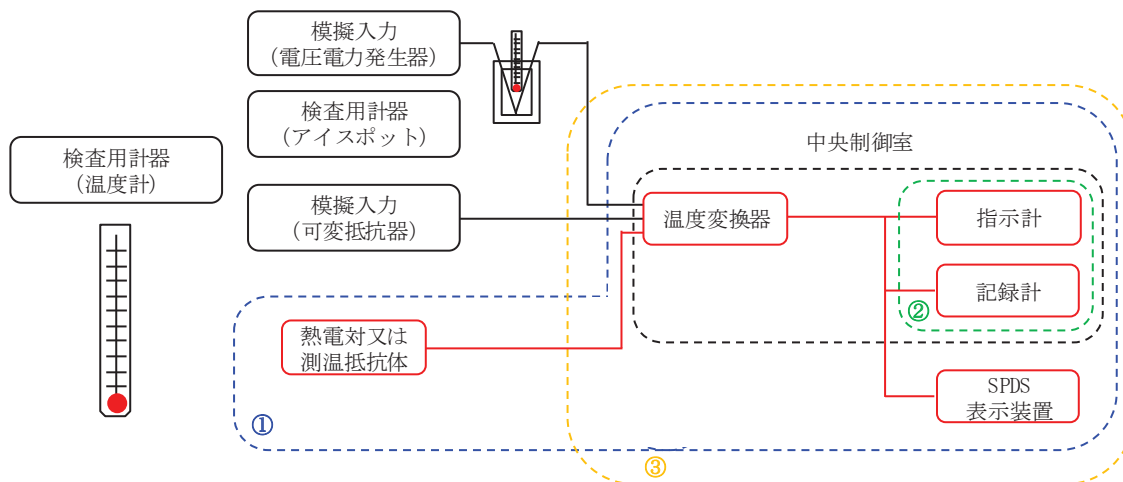 模擬入力
(電圧電力発生器)
検査用計器
(アイスポット)
検査用計器
(温度計)
模擬入力
(可変抵抗器)
中央制御室
温度変換器
指示計
記録計
②
熱電対又は
測温抵抗体
SPDS
表示装置
①
③